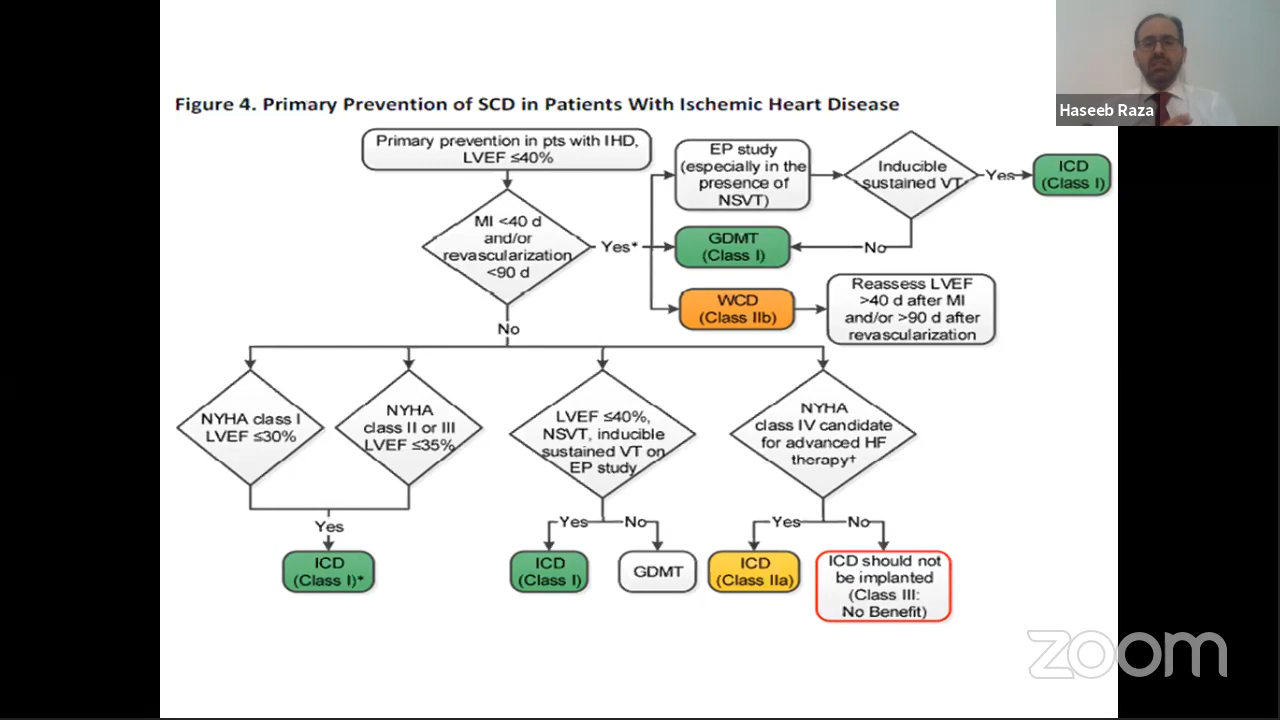 Haseeb Raza
Figure 4. Primary Prevention of SCD in Patients With Ischemic Heart Disease
Primary prevention in pts with IHD,
LVEF ≤40%
EP study
(especially in the
presence of
NSVT)
Inducible
sustained VT
Yes
ICD
(Class I)
MI <40 d
and/or
revascularization
<90 d
Yes*
GDMT
(Class I)
No
WCD
(Class IIb)
Reassess LVEF
>40 d after MI
and/or >90 d after
revascularization
No
NYHA class I
LVEF ≤30%
NYHA
class II or III
LVEF ≤35%
LVEF ≤40%,
NSVT, inducible
sustained VT on
EP study
NYHA
class IV candidate
for advanced HF
therapy†
Yes
Yes
No
Yes
No
ICD
(Class I)*
ICD
(Class I)
GDMT
ICD
(Class IIa)
ICD should not
be implanted
(Class III:
No Benefit)
zoom